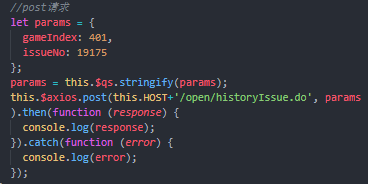 //post请求
let params = {
  gameIndex: 401,
  issueNo: 19175
};
params = this.$qs.stringify(params);
this.$axios.post(this.HOST+'/open/historyIssue.do', params
).then(function (response) {
  console.log(response);
}).catch(function (error) {
  console.log(error);
});